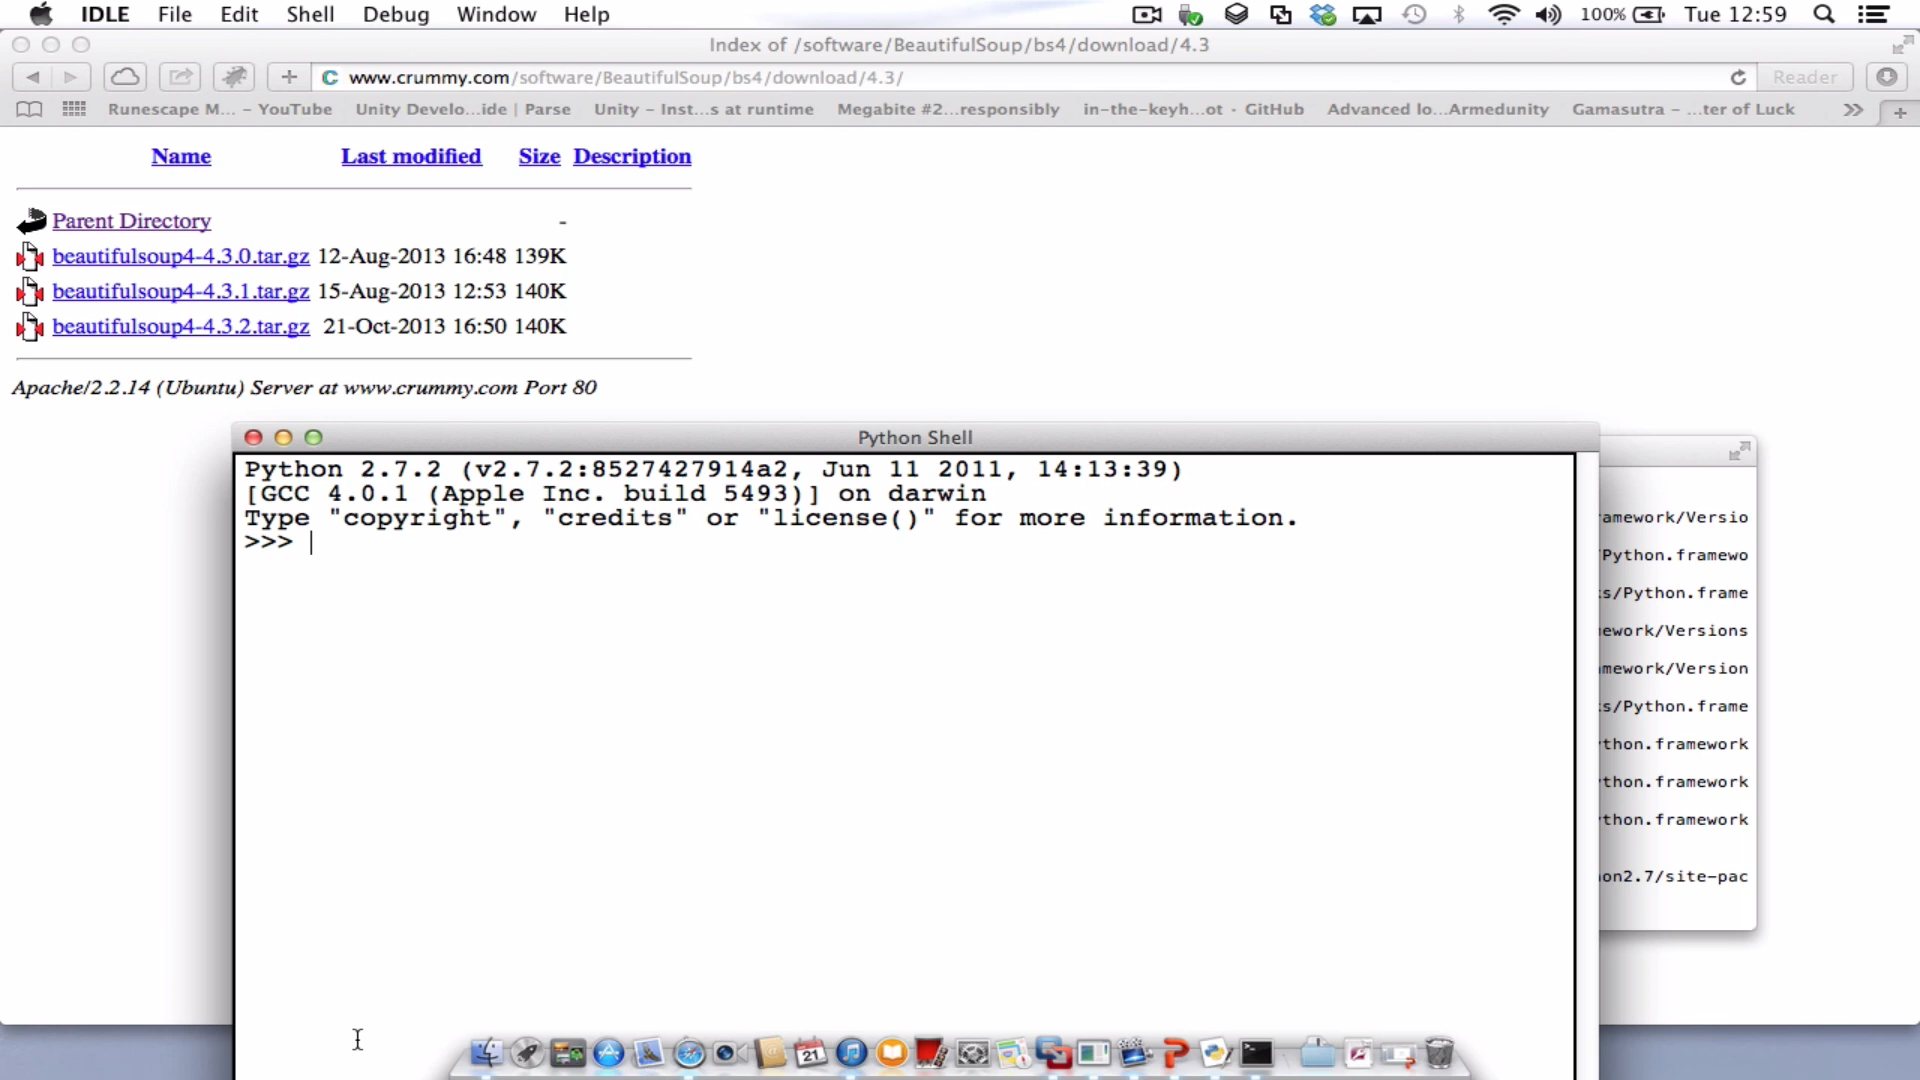 IDLE File Edit Shell Debug Window Help 100% Tue 12:59
Index of /software/BeautifulSoup/bs4/download/4.3
www.crummy.com/software/BeautifulSoup/bs4/download/4.3/ Reader
Runescape M... – YouTube Unity Develo...ide | Parse Unity – Inst...s at runtime Megabite #2...responsibly in-the-keyh...ot · GitHub Advanced lo...Armedunity Gamasutra – ...ter of Luck
Name Last modified Size Description
Parent Directory -
beautifulsoup4-4.3.0.tar.gz 12-Aug-2013 16:48 139K
beautifulsoup4-4.3.1.tar.gz 15-Aug-2013 12:53 140K
beautifulsoup4-4.3.2.tar.gz 21-Oct-2013 16:50 140K
Apache/2.2.14 (Ubuntu) Server at www.crummy.com Port 80
Python Shell
Python 2.7.2 (v2.7.2:8527427914a2, Jun 11 2011, 14:13:39)
[GCC 4.0.1 (Apple Inc. build 5493)] on darwin
Type "copyright", "credits" or "license()" for more information.
>>>
amework/Versio
Python.framewo
s/Python.frame
ework/Versions
mework/Version
s/Python.frame
thon.framework
thon.framework
thon.framework
on2.7/site-pac
21